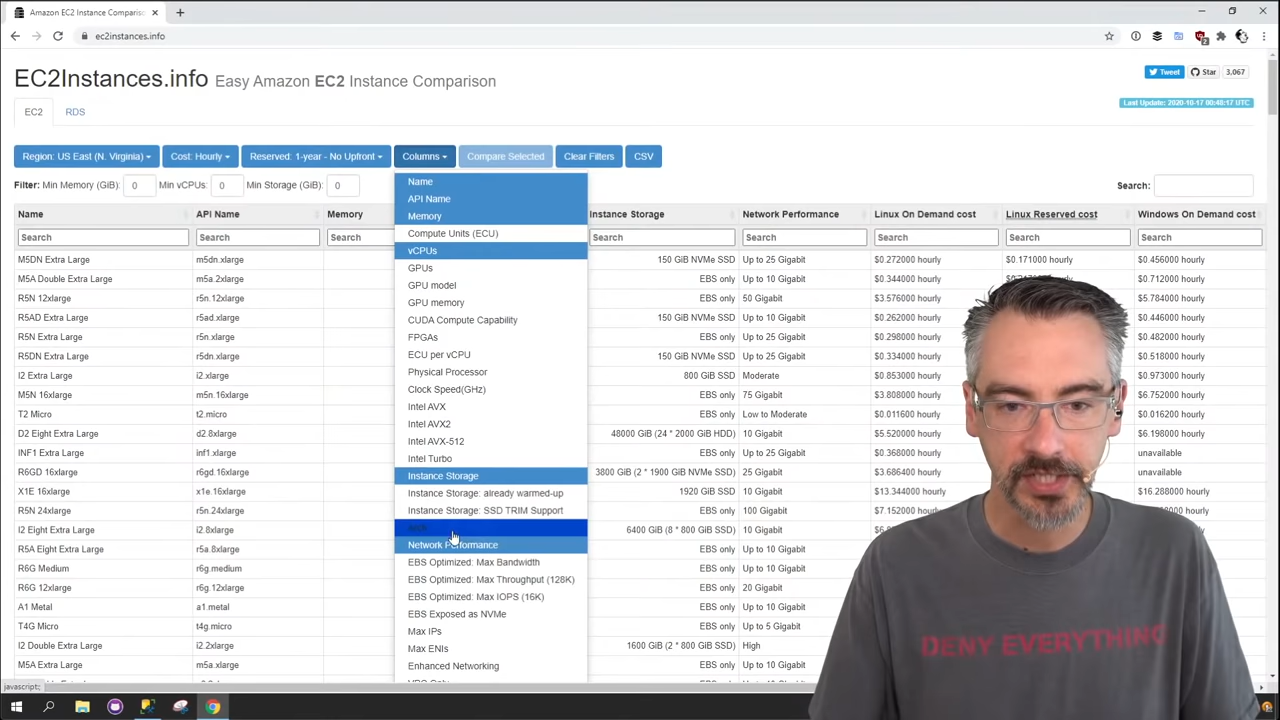 Amazon EC2 Instance Comparis
ec2instances.info
EC2Instances.info Easy Amazon EC2 Instance Comparison
Tweet
Star
3,067
EC2
RDS
Last Update: 2020-10-17 00:48:17 UTC
Region: US East (N. Virginia)
Cost: Hourly
Reserved: 1-year - No Upfront
Columns
Compare Selected
Clear Filters
CSV
Filter: Min Memory (GiB): 0 Min vCPUs: 0 Min Storage (GiB): 0
Search:
Name API Name Memory Instance Storage Network Performance Linux On Demand cost Linux Reserved cost Windows On Demand cost
Search Search Search Search Search Search Search Search
M5DN Extra Large m5dn.xlarge 150 GiB NVMe SSD Up to 25 Gigabit $0.272000 hourly $0.171000 hourly $0.456000 hourly
M5A Double Extra Large m5a.2xlarge EBS only Up to 10 Gigabit $0.344000 hourly $0.712000 hourly
R5N 12xlarge r5n.12xlarge EBS only 50 Gigabit $3.576000 hourly $5.784000 hourly
R5AD Extra Large r5ad.xlarge 150 GiB NVMe SSD Up to 10 Gigabit $0.262000 hourly $0.446000 hourly
R5N Extra Large r5n.xlarge EBS only Up to 25 Gigabit $0.298000 hourly $0.482000 hourly
R5DN Extra Large r5dn.xlarge 150 GiB NVMe SSD Up to 25 Gigabit $0.334000 hourly $0.518000 hourly
I2 Extra Large i2.xlarge 800 GiB SSD Moderate $0.853000 hourly $0.973000 hourly
M5N 16xlarge m5n.16xlarge EBS only 75 Gigabit $3.808000 hourly $6.752000 hourly
T2 Micro t2.micro EBS only Low to Moderate $0.011600 hourly $0.016200 hourly
D2 Eight Extra Large d2.8xlarge 48000 GiB (24 * 2000 GiB HDD) 10 Gigabit $5.520000 hourly $6.198000 hourly
INF1 Extra Large inf1.xlarge EBS only Up to 25 Gigabit $0.368000 hourly unavailable
R6GD 16xlarge r6gd.16xlarge 3800 GiB (2 * 1900 GiB NVMe SSD) 25 Gigabit $3.686400 hourly unavailable
X1E 16xlarge x1e.16xlarge 1920 GiB SSD 10 Gigabit $13.344000 hourly $16.288000 hourly
R5N 24xlarge r5n.24xlarge EBS only 100 Gigabit $7.152000 hourly
I2 Eight Extra Large i2.8xlarge 6400 GiB (8 * 800 GiB SSD) 10 Gigabit
R5A Eight Extra Large r5a.8xlarge EBS only Up to 10 Gigabit
R6G Medium r6g.medium EBS only Up to 10 Gigabit
R6G 12xlarge r6g.12xlarge EBS only 20 Gigabit
A1 Metal a1.metal EBS only Up to 10 Gigabit
T4G Micro t4g.micro EBS only Up to 5 Gigabit
I2 Double Extra Large i2.2xlarge 1600 GiB (2 * 800 GiB SSD) High
M5A Extra Large m5a.xlarge EBS only Up to 10 Gigabit
Name
API Name
Memory
Compute Units (ECU)
vCPUs
GPUs
GPU model
GPU memory
CUDA Compute Capability
FPGAs
ECU per vCPU
Physical Processor
Clock Speed(GHz)
Intel AVX
Intel AVX2
Intel AVX-512
Intel Turbo
Instance Storage
Instance Storage: already warmed-up
Instance Storage: SSD TRIM Support
Network Performance
EBS Optimized: Max Bandwidth
EBS Optimized: Max Throughput (128K)
EBS Optimized: Max IOPS (16K)
EBS Exposed as NVMe
Max IPs
Max ENIs
Enhanced Networking
javascript:;
DENY EVERYTHING